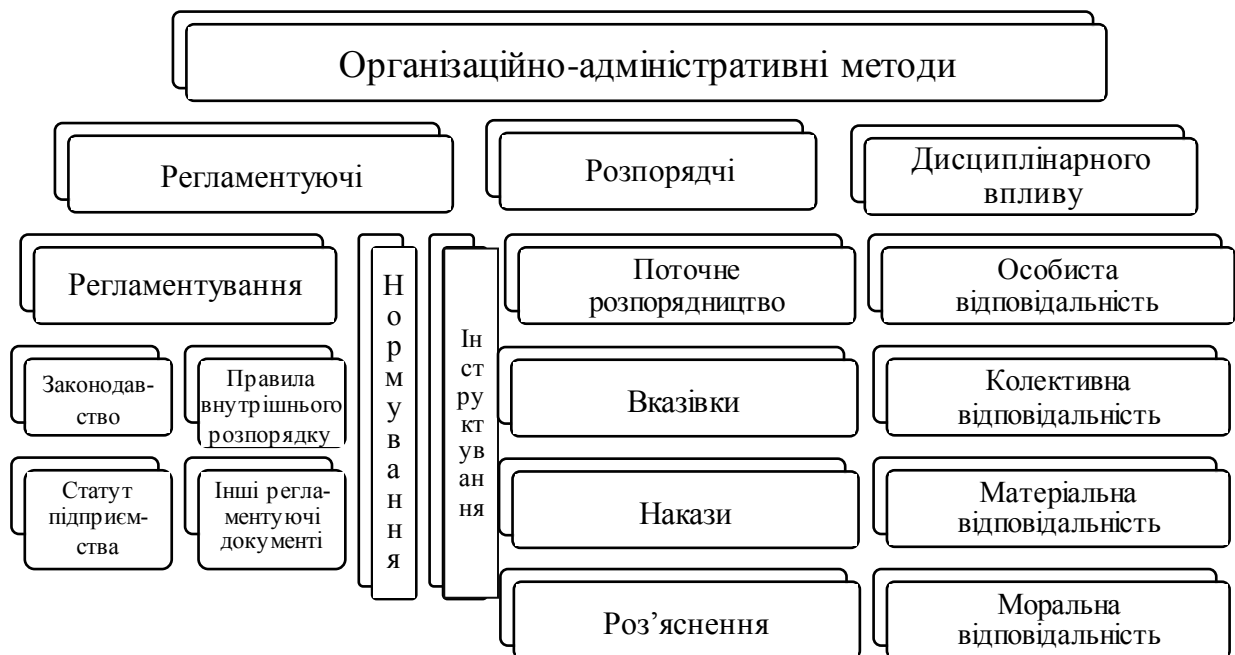 Організаційно-адміністративні методи
Регламентуючі
Розпорядчі
Дисциплінарного
впливу
Регламентування
Законодав-
ство
Правила
внутрішнього
розпорядку
Статут
підприєм-
ства
Інші регла-
ментуючі
документі
Н
о
р
м
у
в
а
н
н
я
Ін
ст
ру
кт
ув
ан
ня
Поточне
розпорядництво
Вказівки
Накази
Роз’яснення
Особиста
відповідальність
Колективна
відповідальність
Матеріальна
відповідальність
Моральна
відповідальність